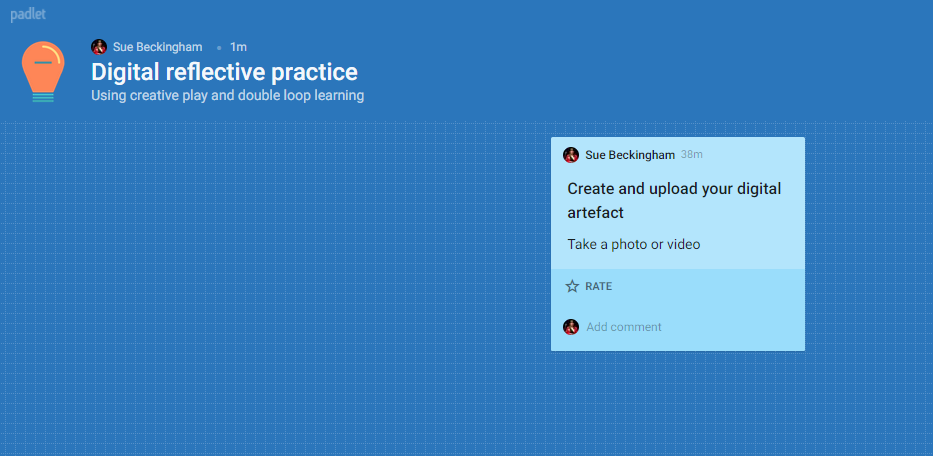 padlet
Sue Beckingham • 1m
Digital reflective practice
Using creative play and double loop learning
Sue Beckingham 38m
Create and upload your digital
artefact
Take a photo or video
RATE
Add comment